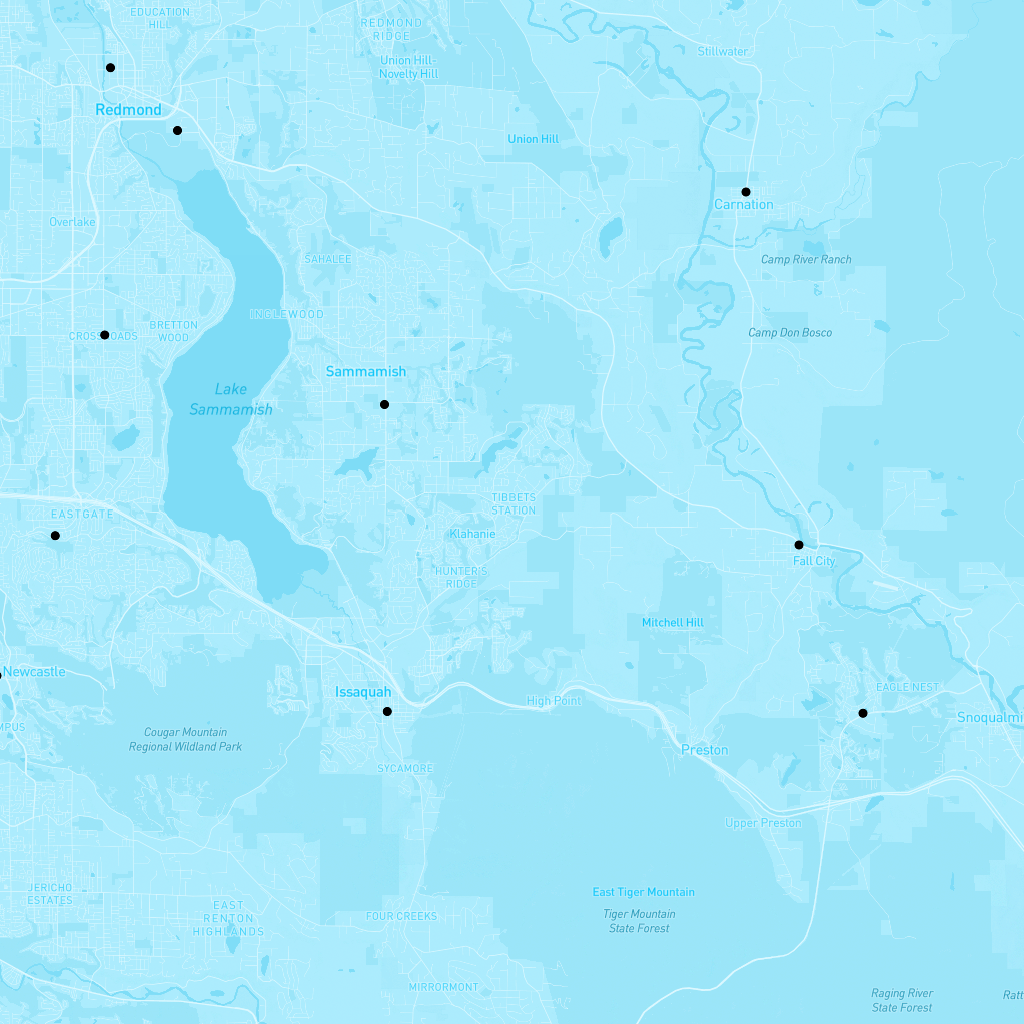 EDUCATION
HILL
REDMOND
RIDGE
Stillwater
Union Hill-
Novelty Hill
Redmond
Union Hill
Carnation
Overlake
SAHALEE
Camp River Ranch
INGLEWOOD
BRETTON
WOOD
CROSSROADS
Camp Don Bosco
Sammamish
Lake
Sammamish
TIBBETS
STATION
EASTGATE
Klahanie
Fall City
HUNTER'S
RIDGE
Mitchell Hill
Newcastle
EAGLE NEST
Issaquah
High Point
Snoqualmi
MPUS
Cougar Mountain
Regional Wildland Park
Preston
SYCAMORE
Upper Preston
JERICHO
ESTATES
East Tiger Mountain
EAST
RENTON
HIGHLANDS
FOUR CREEKS
Tiger Mountain
State Forest
MIRRORMONT
Raging River
State Forest
Ratt